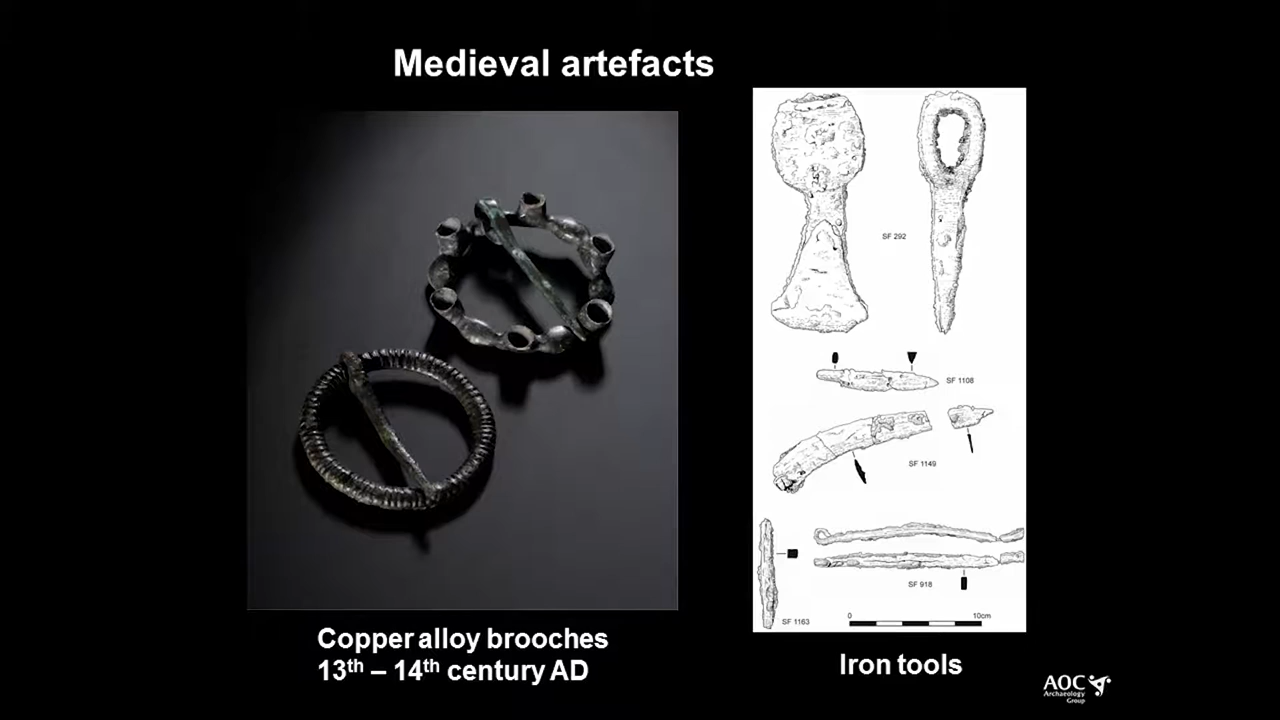 Medieval artefacts
Copper alloy brooches
13th – 14th century AD
SF 292
SF 1108
SF 1149
SF 918
SF 1163
0 10cm
Iron tools
AOC
Archaeology
Group